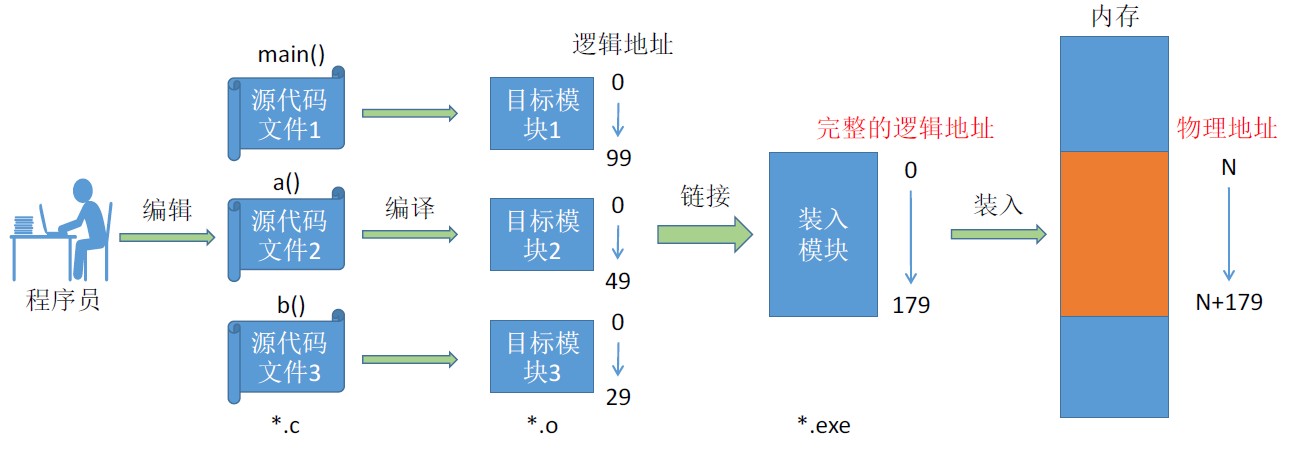 内存
main()
逻辑地址
源代码
文件1
目标模
块1
0
99
完整的逻辑地址
物理地址
a()
编辑
源代码
文件2
编译
目标模
块2
0
49
链接
装入
模块
0
179
装入
N
N+179
程序员
b()
源代码
文件3
目标模
块3
0
29
*.c
*.o
*.exe